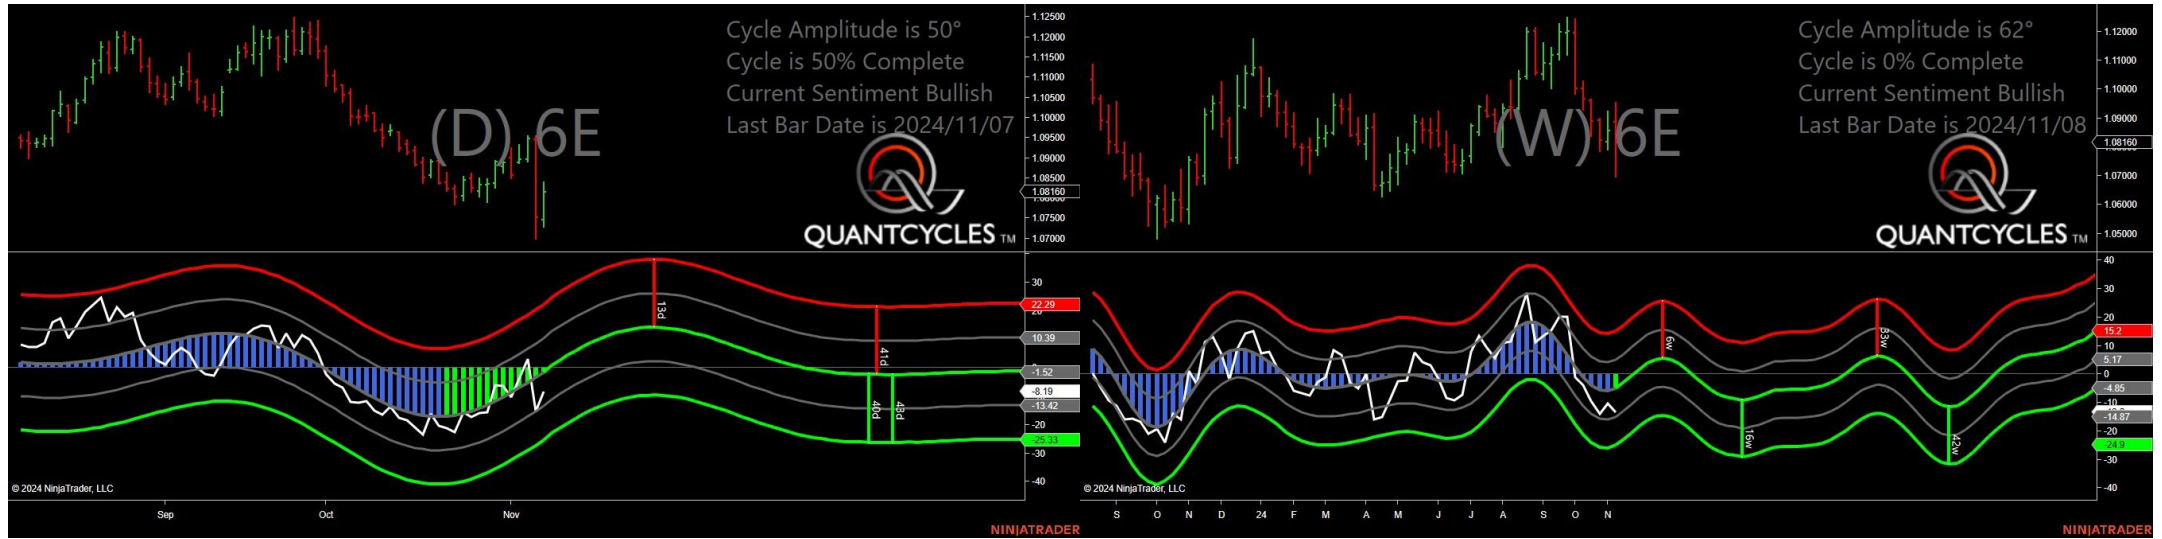 Cycle Amplitude is 50°
Cycle is 50% Complete
Current Sentiment Bullish
Last Bar Date is 2024/11/07
(D) 6E
QUANTCYCLES TM
1.12500
1.12000
1.11500
1.11000
1.10500
1.10000
1.09500
1.09000
1.08500
1.08160
1.07500
1.07000
30
22.29
20
10.39
-1.52
-8.19
-13.42
-20
-25.33
-30
-40
13d
41d
40d
43d
© 2024 NinjaTrader, LLC
Sep Oct Nov
NINJATRADER
Cycle Amplitude is 62°
Cycle is 0% Complete
Current Sentiment Bullish
Last Bar Date is 2024/11/08
(W) 6E
QUANTCYCLES TM
1.12000
1.11000
1.10000
1.09000
1.08160
1.07000
1.06000
1.05000
40
30
20
15.2
10
5.17
0
-4.85
-10
-14.87
-20
-24.9
-30
-40
6w
33w
16w
42w
© 2024 NinjaTrader, LLC
S O N D 24 F M A M J J A S O N
NINJATRADER